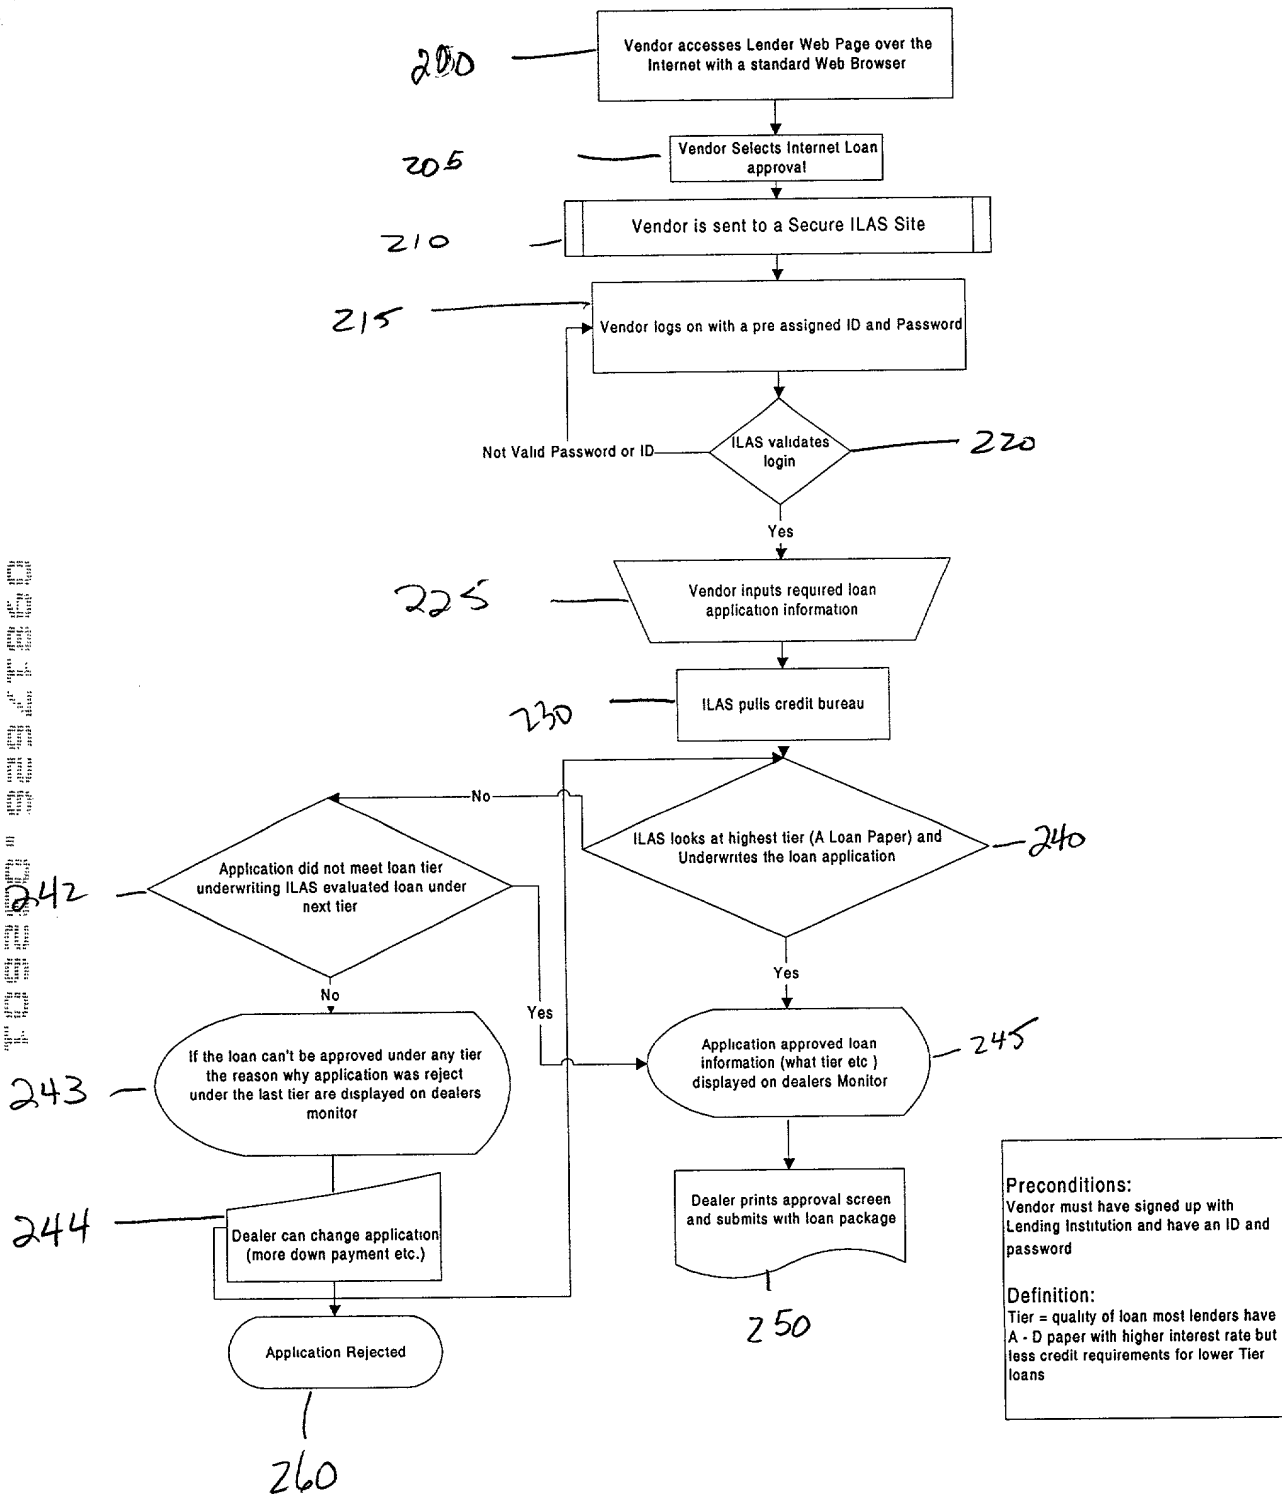 Vendor accesses Lender Web Page over the
Internet with a standard Web Browser
200
Vendor Selects Internet Loan
approval
205
Vendor is sent to a Secure ILAS Site
210
215
Vendor logs on with a pre assigned ID and Password
Not Valid Password or ID
ILAS validates
login
220
Yes
225
Vendor inputs required loan
application information
230
ILAS pulls credit bureau
No
ILAS looks at highest tier (A Loan Paper) and
Underwrites the loan application
240
242
Application did not meet loan tier
underwriting ILAS evaluated loan under
next tier
No
Yes
Yes
243
If the loan can't be approved under any tier
the reason why application was reject
under the last tier are displayed on dealers
monitor
Application approved loan
information (what tier etc )
displayed on dealers Monitor
245
244
Dealer can change application
(more down payment etc.)
Dealer prints approval screen
and submits with loan package
250
Application Rejected
260
Preconditions:
Vendor must have signed up with
Lending Institution and have an ID and
password
Definition:
Tier = quality of loan most lenders have
A - D paper with higher interest rate but
less credit requirements for lower Tier
loans